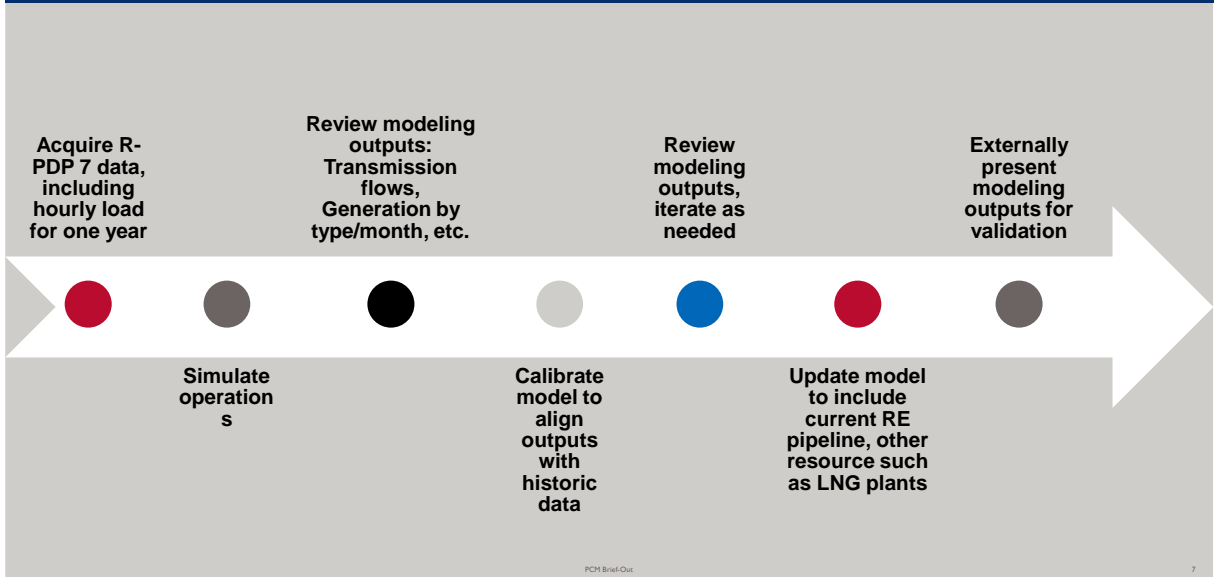 Acquire R-
PDP 7 data,
including
hourly load
for one year
Simulate
operation
s
Review modeling
outputs:
Transmission
flows,
Generation by
type/month, etc.
Calibrate
model to
align
outputs
with
historic
data
Review
modeling
outputs,
iterate as
needed
Update model
to include
current RE
pipeline, other
resource such
as LNG plants
Externally
present
modeling
outputs for
validation
PCM Brief-Out
7